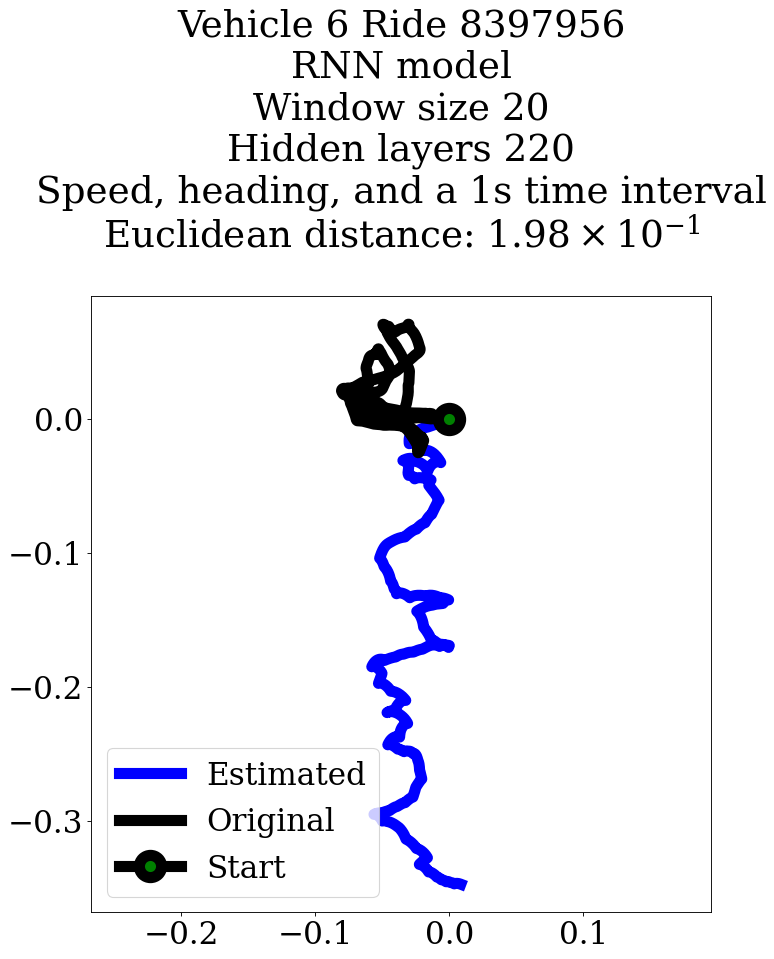 Vehicle 6 Ride 8397956
RNN model
Window size 20
Hidden layers 220
Speed, heading, and a 1s time interval
Euclidean distance: 1.98 × 10⁻¹
0.0
−0.1
−0.2
−0.3
Estimated
Original
Start
−0.2 −0.1 0.0 0.1